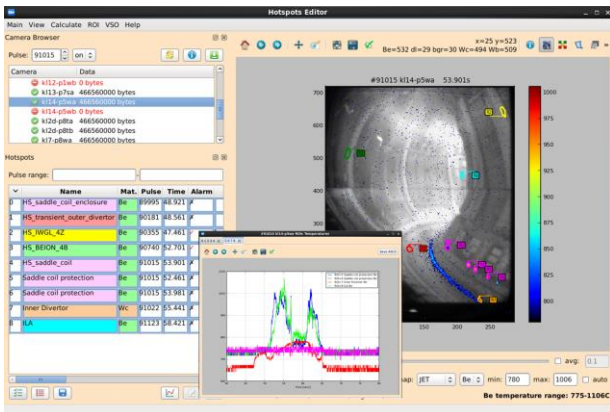 Hotspots Editor
Main View Calculate ROI VSO Help
Camera Browser
Pulse: 91015 on
Camera Data
kl12-p1wb 0 bytes
kl13-p7sa 466560000 bytes
kl14-p5wa 466560000 bytes
kl14-p5wb 0 bytes
kl2d-p8ta 466560000 bytes
kl2d-p8tb 466560000 bytes
kl7-p8wa 466560000 bytes
Hotspots
Pulse range: -
Name Mat. Pulse Time Alarm
0 HS_saddle_coil_enclosure Be 89995 48.921 ✗
1 HS_transient_outer_divertor Be 90181 48.561 ✗
2 HS_IWGL_4Z Be 90355 47.461
3 HS_BEION_4B Be 90740 52.701
4 HS_saddle_coil Be 91015 53.901 ✗
5 Saddle coil protection Be 91015 52.461 ✗
6 Saddle coil protection Be 91015 53.981 ✗
7 Inner Divertor Wc 91022 55.441 ✗
8 ILA Be 91123 58.421 ✗
x=25 y=523
Be=532 dl=29 bgr=30 Wc=494 Wb=509
#91015 kl14-p5wa 53.901s
700
600
500
400
300
200
150 200 250
1000
975
950
925
900
875
850
825
800
avg: 0.1
map: JET Be min: 780 max: 1006 auto
Be temperature range: 775-1106C